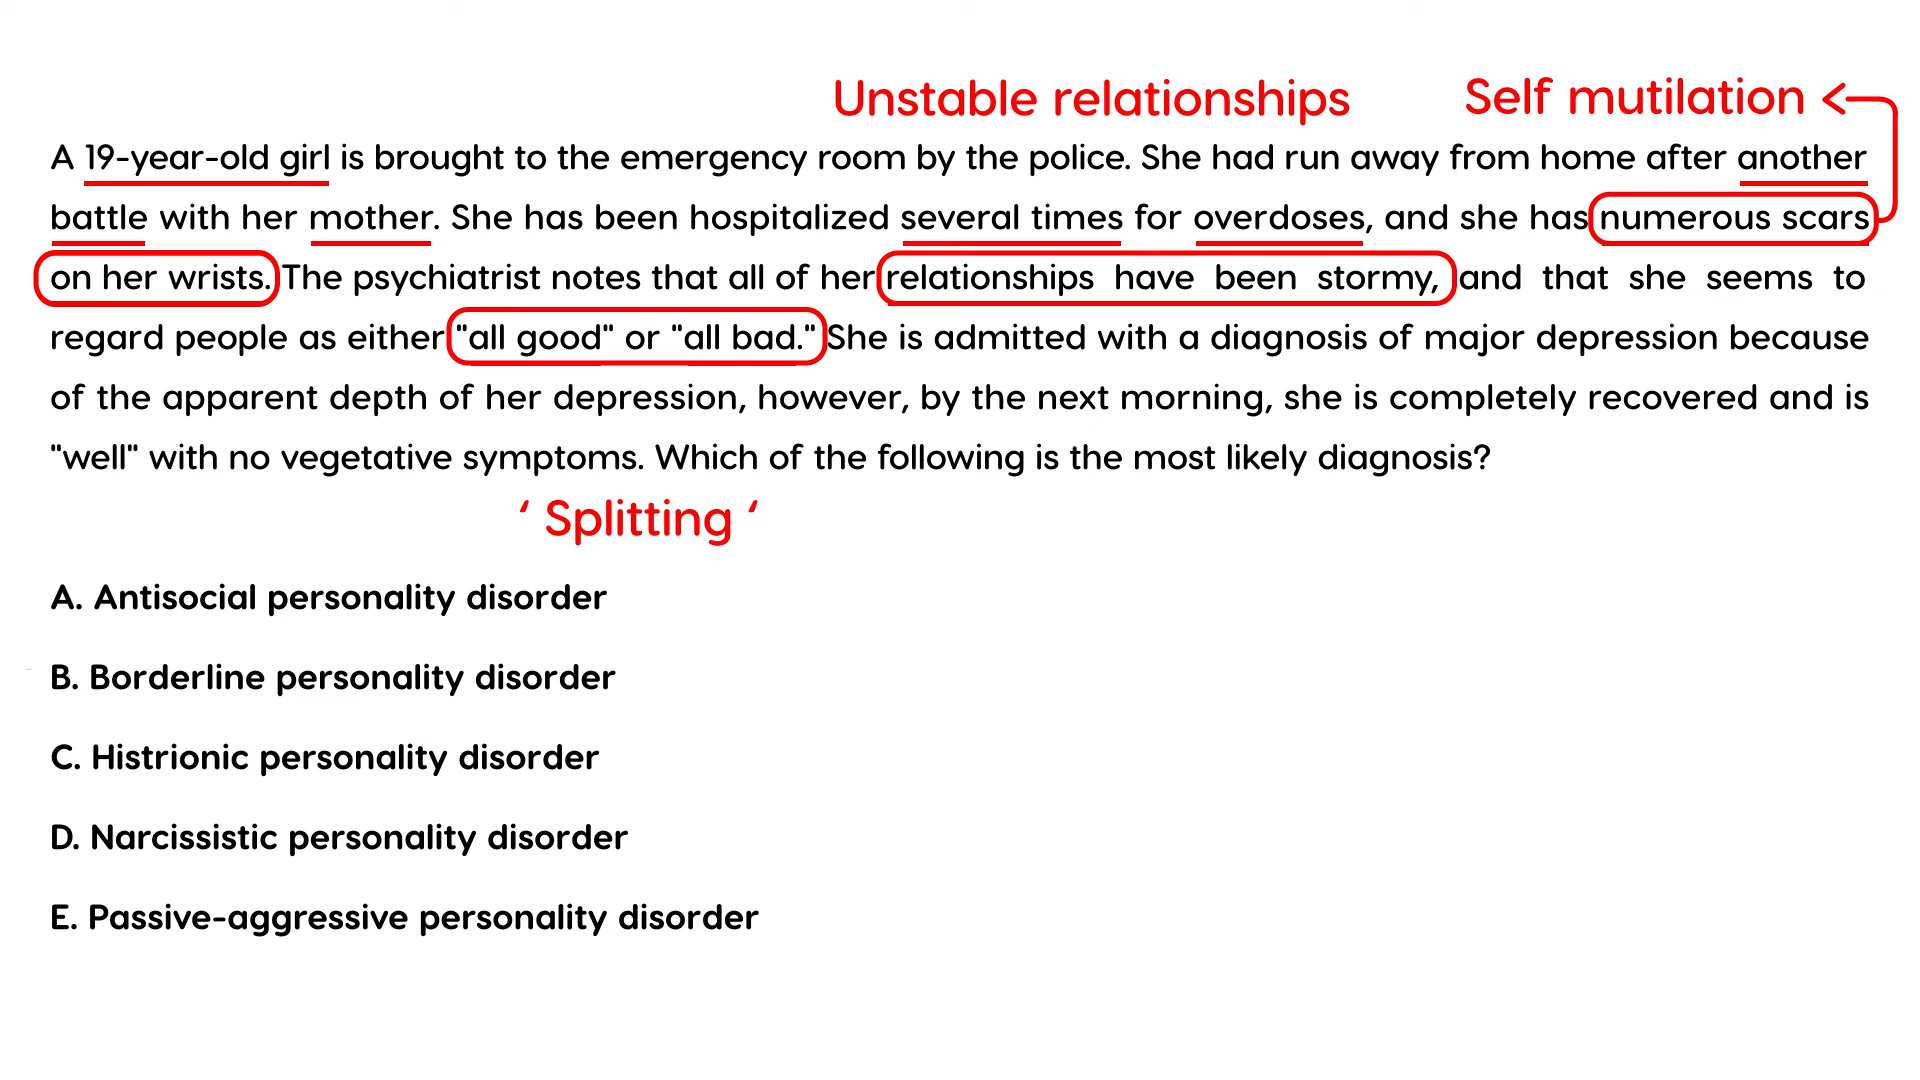 Unstable relationships Self mutilation
A 19-year-old girl is brought to the emergency room by the police. She had run away from home after another
battle with her mother. She has been hospitalized several times for overdoses, and she has numerous scars
on her wrists. The psychiatrist notes that all of her relationships have been stormy, and that she seems to
regard people as either "all good" or "all bad." She is admitted with a diagnosis of major depression because
of the apparent depth of her depression, however, by the next morning, she is completely recovered and is
"well" with no vegetative symptoms. Which of the following is the most likely diagnosis?
‘ Splitting ‘
A. Antisocial personality disorder
B. Borderline personality disorder
C. Histrionic personality disorder
D. Narcissistic personality disorder
E. Passive-aggressive personality disorder